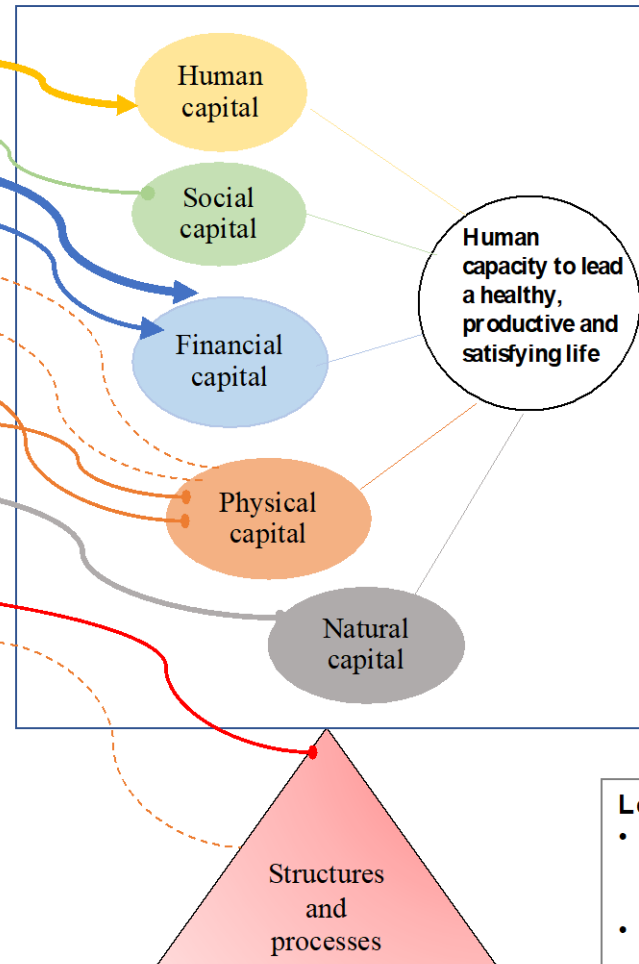 Human
capital
Social
capital
Human
capacity to lead
a healthy,
productive and
satisfying life
Financial
capital
Physical
capital
Natural
capital
Structures
and
processes